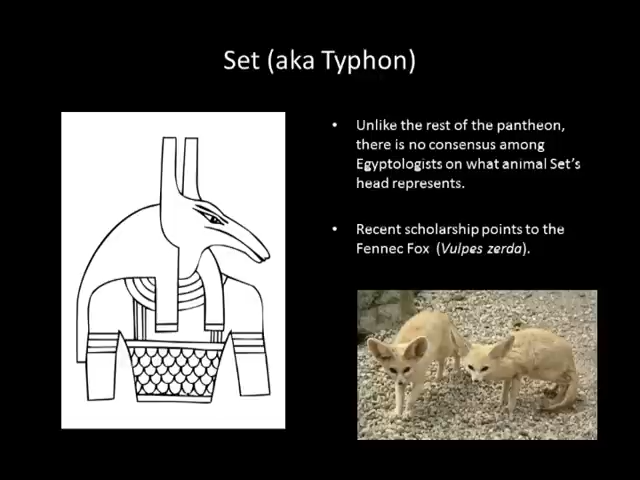 Set (aka Typhon)
• Unlike the rest of the pantheon,
there is no consensus among
Egyptologists on what animal Set's
head represents.
• Recent scholarship points to the
Fennec Fox (Vulpes zerda).